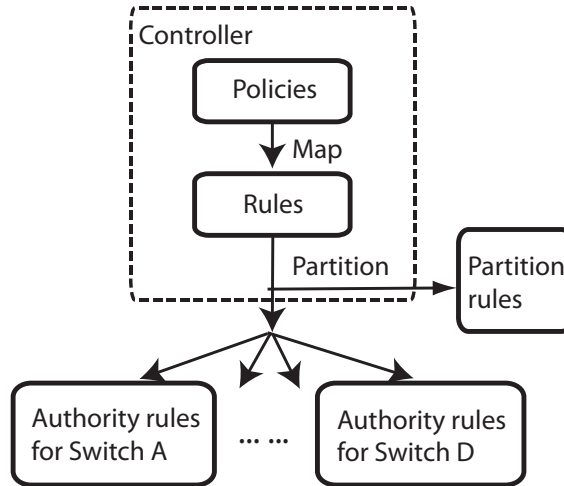 Controller
Policies
Map
Rules
Partition
Partition
rules
Authority rules
for Switch A
... ...
Authority rules
for Switch D